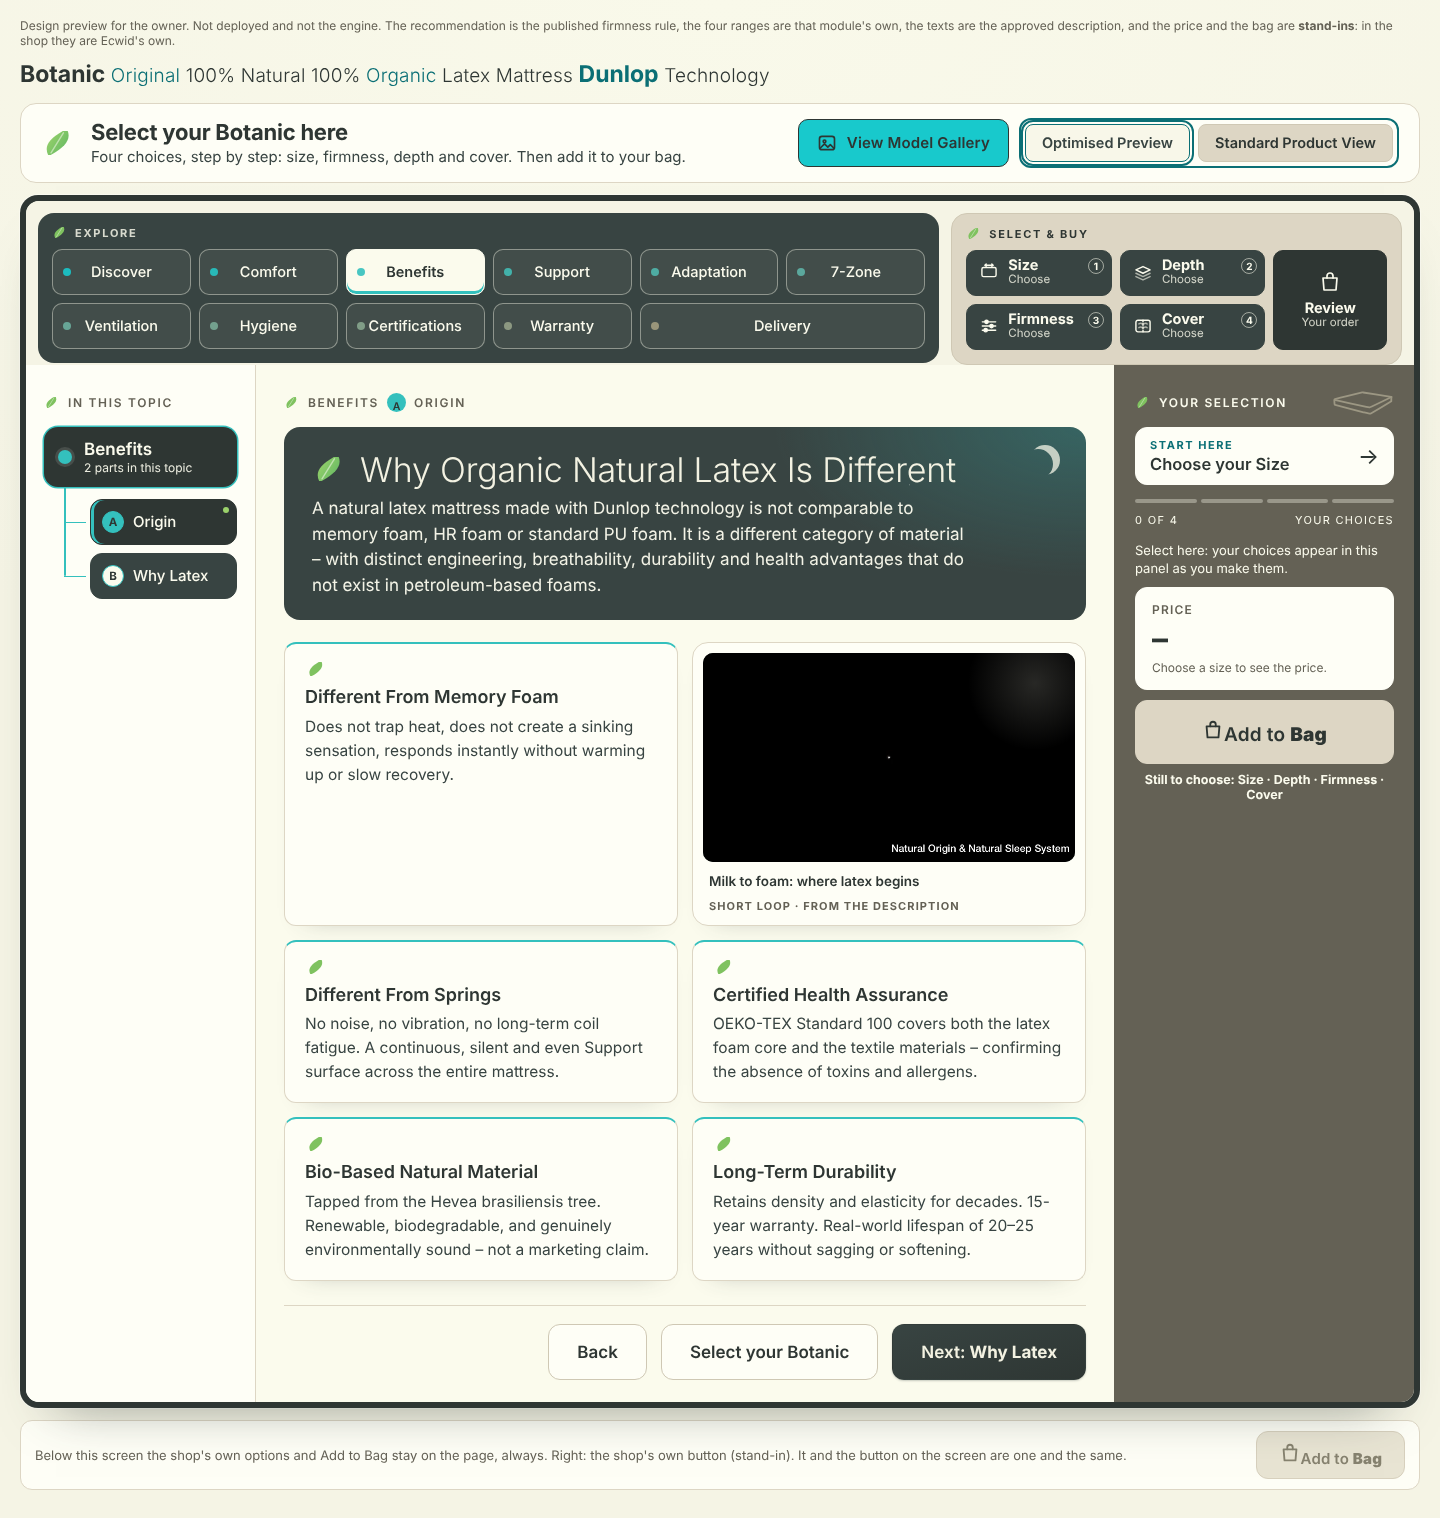 Design preview for the owner. Not deployed and not the engine. The recommendation is the published firmness rule, the four ranges are that module's own, the texts are the approved description, and the price and the bag are stand-ins: in the
shop they are Ecwid's own.
Botanic Original 100% Natural 100% Organic Latex Mattress Dunlop Technology
Select your Botanic here
Four choices, step by step: size, firmness, depth and cover. Then add it to your bag.
View Model Gallery
Optimised Preview
Standard Product View
EXPLORE
Discover
Comfort
Benefits
Support
Adaptation
7-Zone
Ventilation
Hygiene
Certifications
Warranty
Delivery
SELECT & BUY
Size
Choose
1
Depth
Choose
2
Firmness
Choose
3
Cover
Choose
4
Review
Your order
IN THIS TOPIC
Benefits
2 parts in this topic
A Origin
B Why Latex
BENEFITS A ORIGIN
Why Organic Natural Latex Is Different
A natural latex mattress made with Dunlop technology is not comparable to
memory foam, HR foam or standard PU foam. It is a different category of material
– with distinct engineering, breathability, durability and health advantages that do
not exist in petroleum-based foams.
Different From Memory Foam
Does not trap heat, does not create a sinking
sensation, responds instantly without warming
up or slow recovery.
Natural Origin & Natural Sleep System
Milk to foam: where latex begins
SHORT LOOP · FROM THE DESCRIPTION
Different From Springs
No noise, no vibration, no long-term coil
fatigue. A continuous, silent and even Support
surface across the entire mattress.
Certified Health Assurance
OEKO-TEX Standard 100 covers both the latex
foam core and the textile materials – confirming
the absence of toxins and allergens.
Bio-Based Natural Material
Tapped from the Hevea brasiliensis tree.
Renewable, biodegradable, and genuinely
environmentally sound – not a marketing claim.
Long-Term Durability
Retains density and elasticity for decades. 15-
year warranty. Real-world lifespan of 20–25
years without sagging or softening.
Back
Select your Botanic
Next: Why Latex
YOUR SELECTION
START HERE
Choose your Size
0 OF 4
YOUR CHOICES
Select here: your choices appear in this
panel as you make them.
PRICE
–
Choose a size to see the price.
Add to Bag
Still to choose: Size · Depth · Firmness ·
Cover
Below this screen the shop's own options and Add to Bag stay on the page, always. Right: the shop's own button (stand-in). It and the button on the screen are one and the same.
Add to Bag